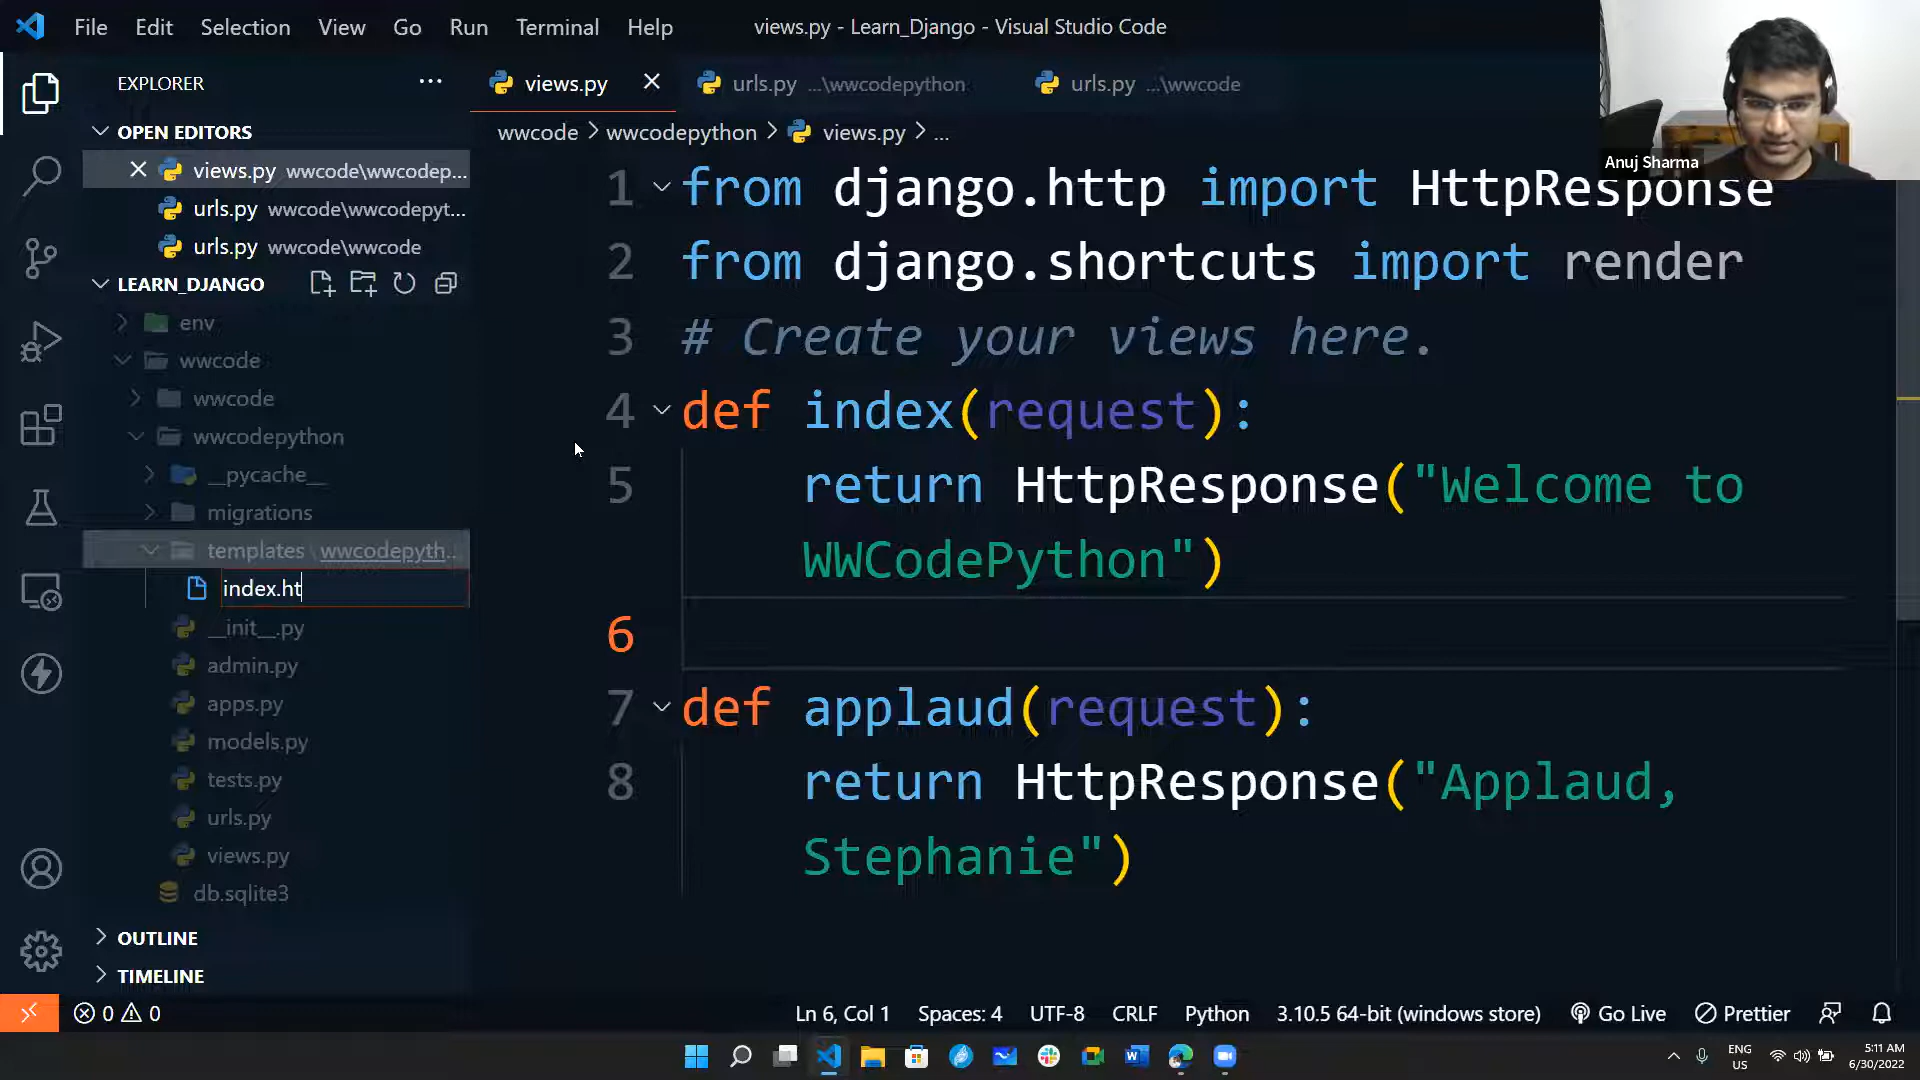 File Edit Selection View Go Run Terminal Help
views.py - Learn_Django - Visual Studio Code
EXPLORER
views.py
urls.py ...\wwcodepython
urls.py ...\wwcode
OPEN EDITORS
views.py wwcode\wwcodep...
urls.py wwcode\wwcodepyt...
urls.py wwcode\wwcode
LEARN_DJANGO
env
wwcode
wwcode
wwcodepython
__pycache__
migrations
templates \ wwcodepyth...
index.ht
__init__.py
admin.py
apps.py
models.py
tests.py
urls.py
views.py
db.sqlite3
OUTLINE
TIMELINE
wwcode > wwcodepython > views.py > ...
Anuj Sharma
1 from django.http import HttpResponse
2 from django.shortcuts import render
3 # Create your views here.
4 def index(request):
5 return HttpResponse("Welcome to
WWCodePython")
6
7 def applaud(request):
8 return HttpResponse("Applaud,
Stephanie")
0 0
Ln 6, Col 1 Spaces: 4 UTF-8 CRLF Python 3.10.5 64-bit (windows store) Go Live Prettier
ENG
US
5:11 AM
6/30/2022